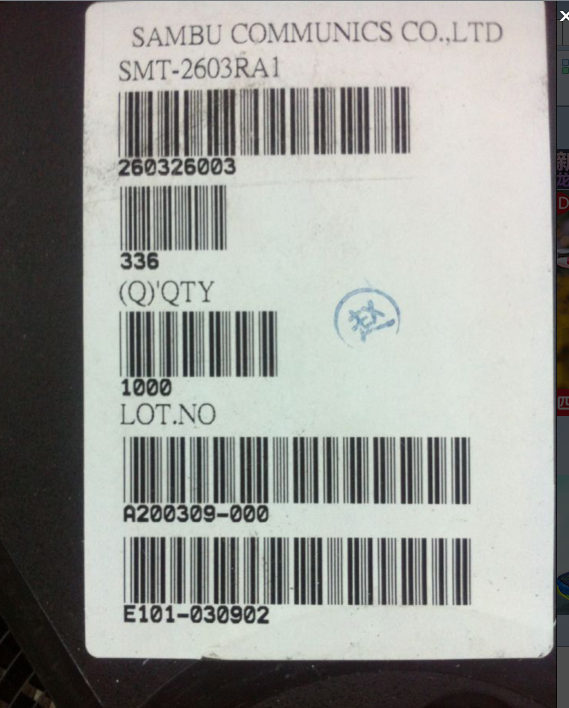 SAMBU COMMUNICS CO.,LTD
SMT-2603RA1
260326003
336
(Q)'QTY
1000
LOT.NO
A200309-000
E101-030902